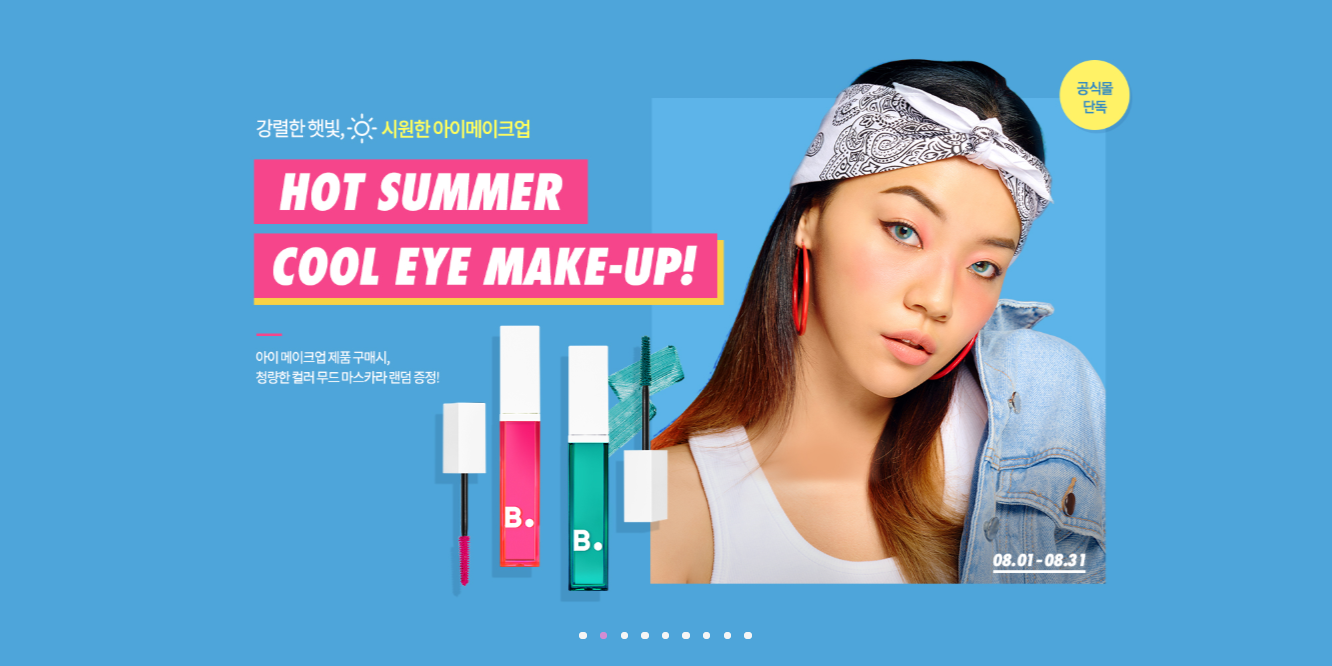 강렬한 햇빛, 시원한 아이메이크업
HOT SUMMER
COOL EYE MAKE-UP!
아이 메이크업 제품 구매시,
청량한 컬러 무드 마스카라 랜덤 증정!
B.
B.
공식몰
단독
08.01-08.31